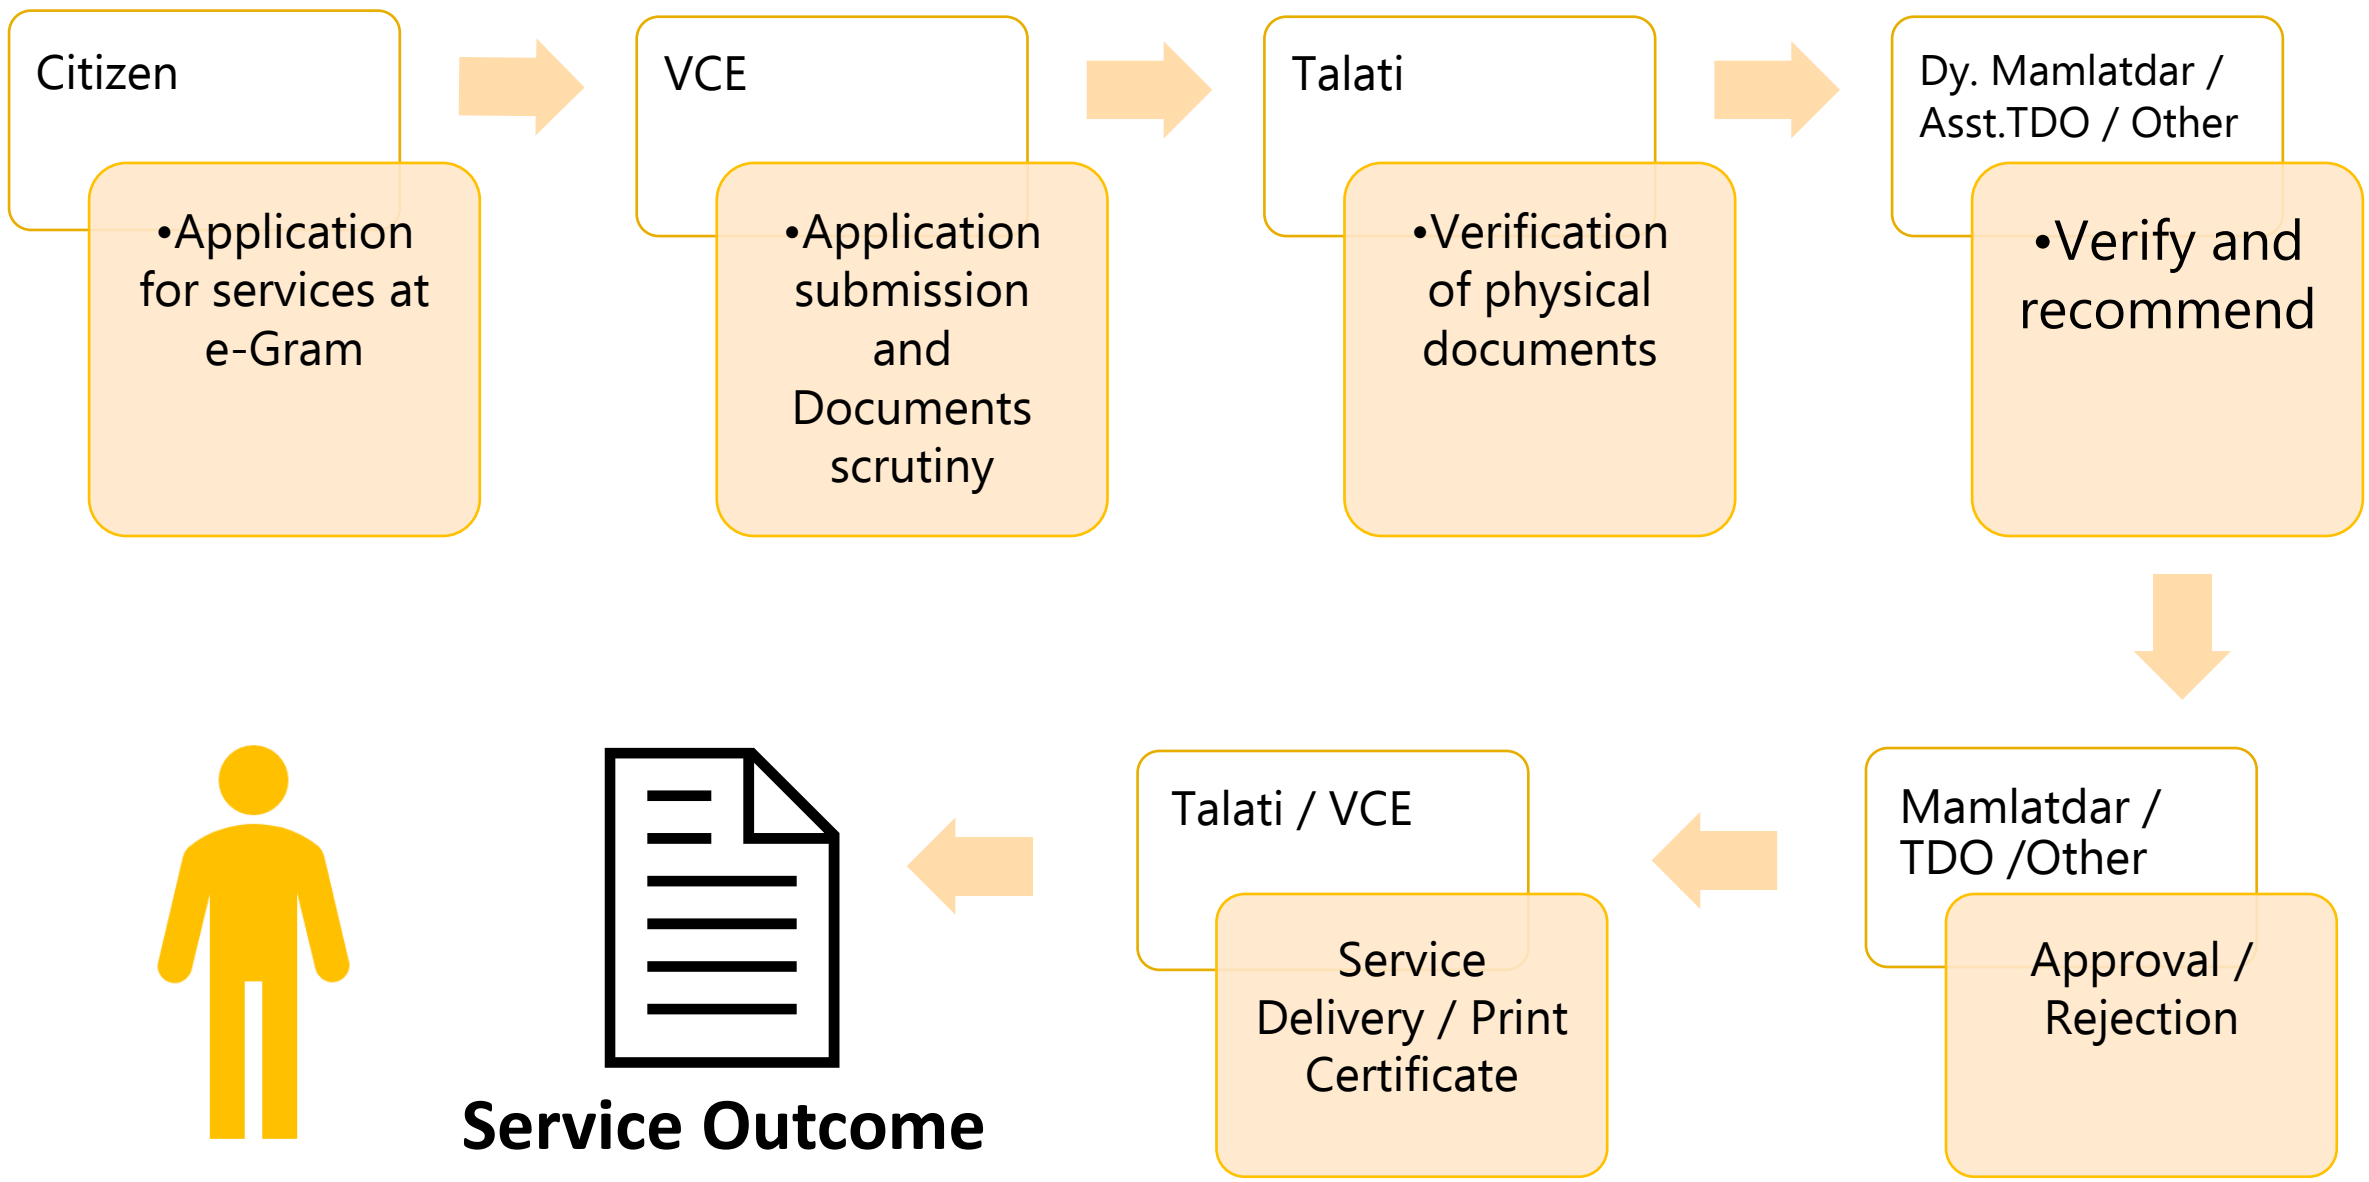 Citizen
•Application
for services at
e-Gram
VCE
•Application
submission
and
Documents
scrutiny
Talati
•Verification
of physical
documents
Dy. Mamlatdar /
Asst.TDO / Other
•Verify and
recommend
Mamlatdar /
TDO /Other
Approval /
Rejection
Talati / VCE
Service
Delivery / Print
Certificate
Service Outcome